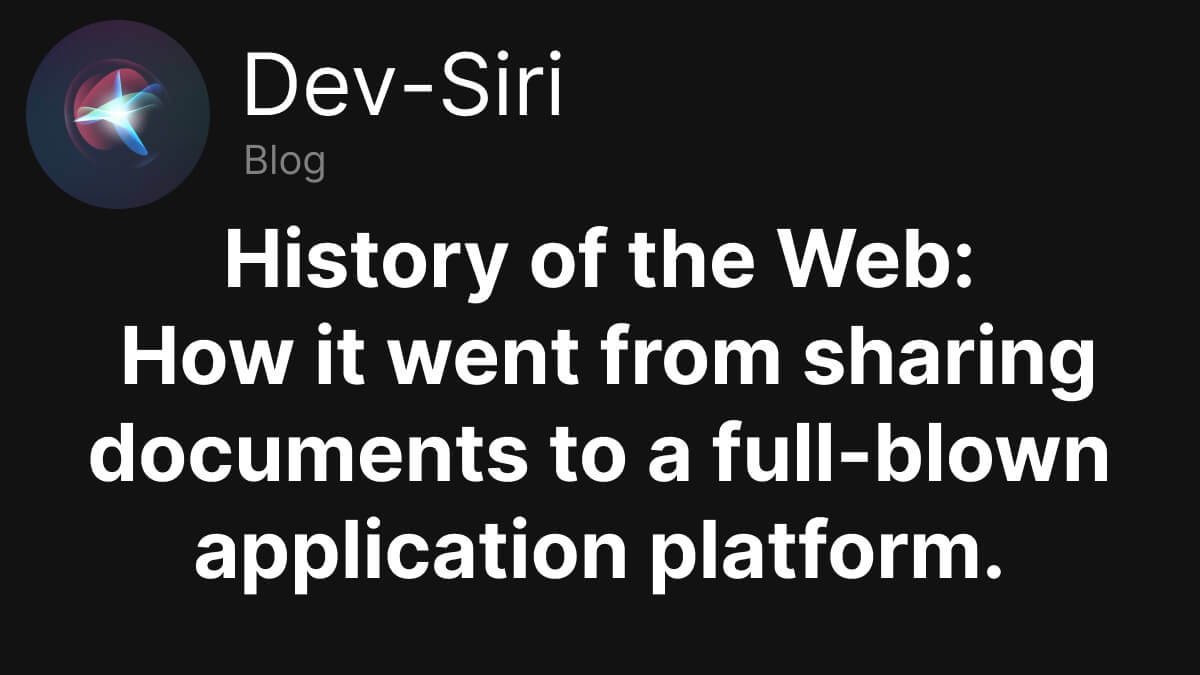 Dev-Siri
Blog
History of the Web:
How it went from sharing
documents to a full-blown
application platform.